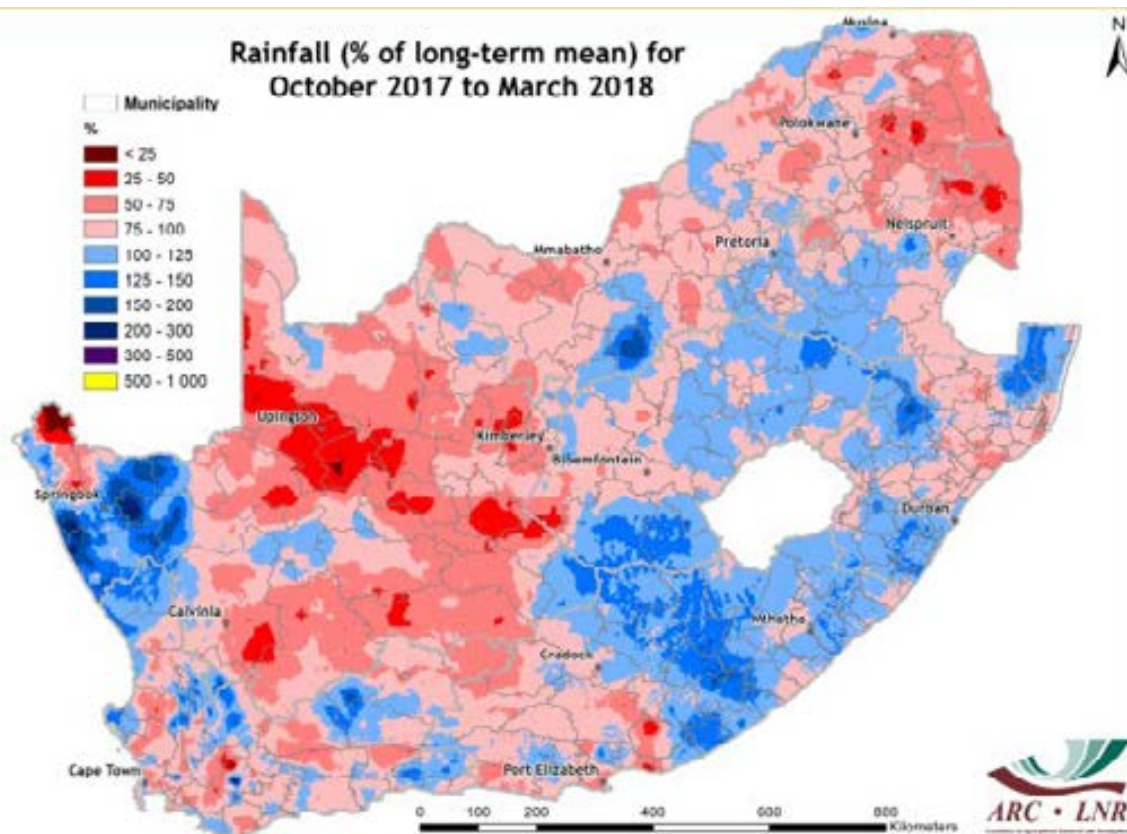 Rainfall (% of long-term mean) for
October 2017 to March 2018
N
Municipality
%
< 25
25 - 50
50 - 75
75 - 100
100 - 125
125 - 150
150 - 200
200 - 300
300 - 500
500 - 1 000
Musina
Polokwane
Nelspruit
Pretoria
Mmabatho
Upington
Kimberley
Bloemfontein
Springbok
Durban
Calvinia
Mthatha
Cradock
Cape Town
Port Elizabeth
0 100 200 400 600 800
Kilometers
ARC • LNR